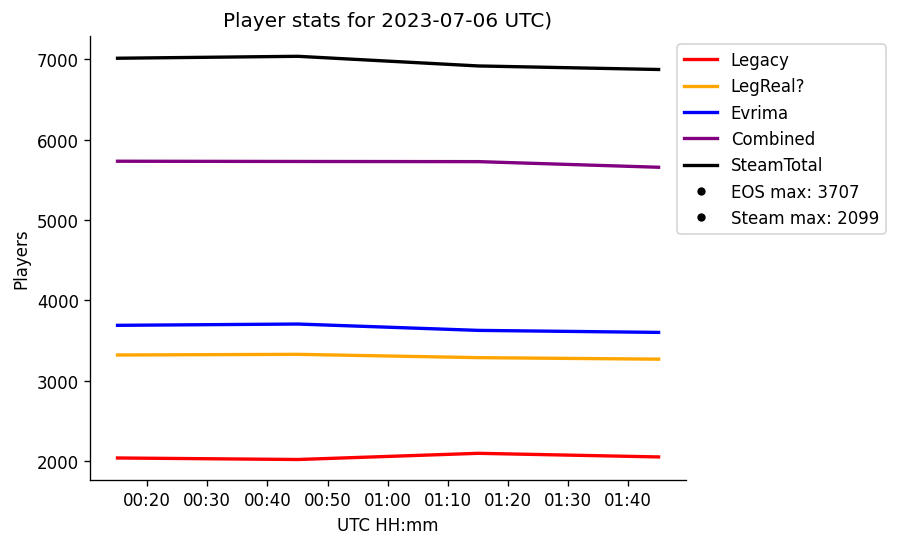 Player stats for 2023-07-06 UTC)
7000
6000
5000
4000
3000
2000
Players
00:20 00:30 00:40 00:50 01:00 01:10 01:20 01:30 01:40
UTC HH:mm
Legacy
LegReal?
Evrima
Combined
SteamTotal
EOS max: 3707
Steam max: 2099